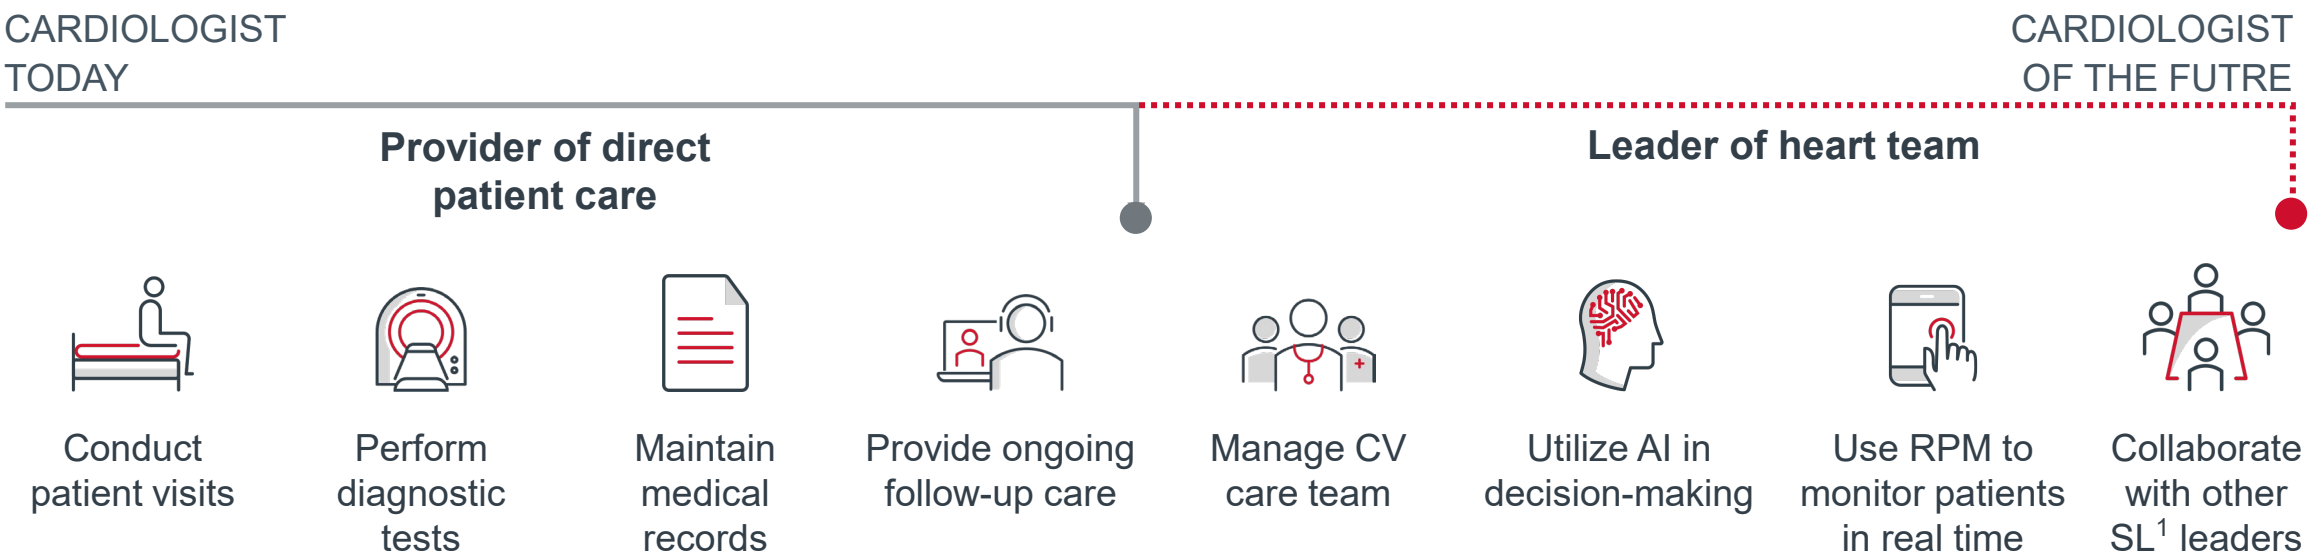 CARDIOLOGIST
TODAY
CARDIOLOGIST
OF THE FUTRE
Provider of direct
patient care
Leader of heart team
Conduct
patient visits
Perform
diagnostic
tests
Maintain
medical
records
Provide ongoing
follow-up care
Manage CV
care team
Utilize AI in
decision-making
Use RPM to
monitor patients
in real time
Collaborate
with other
SL¹ leaders